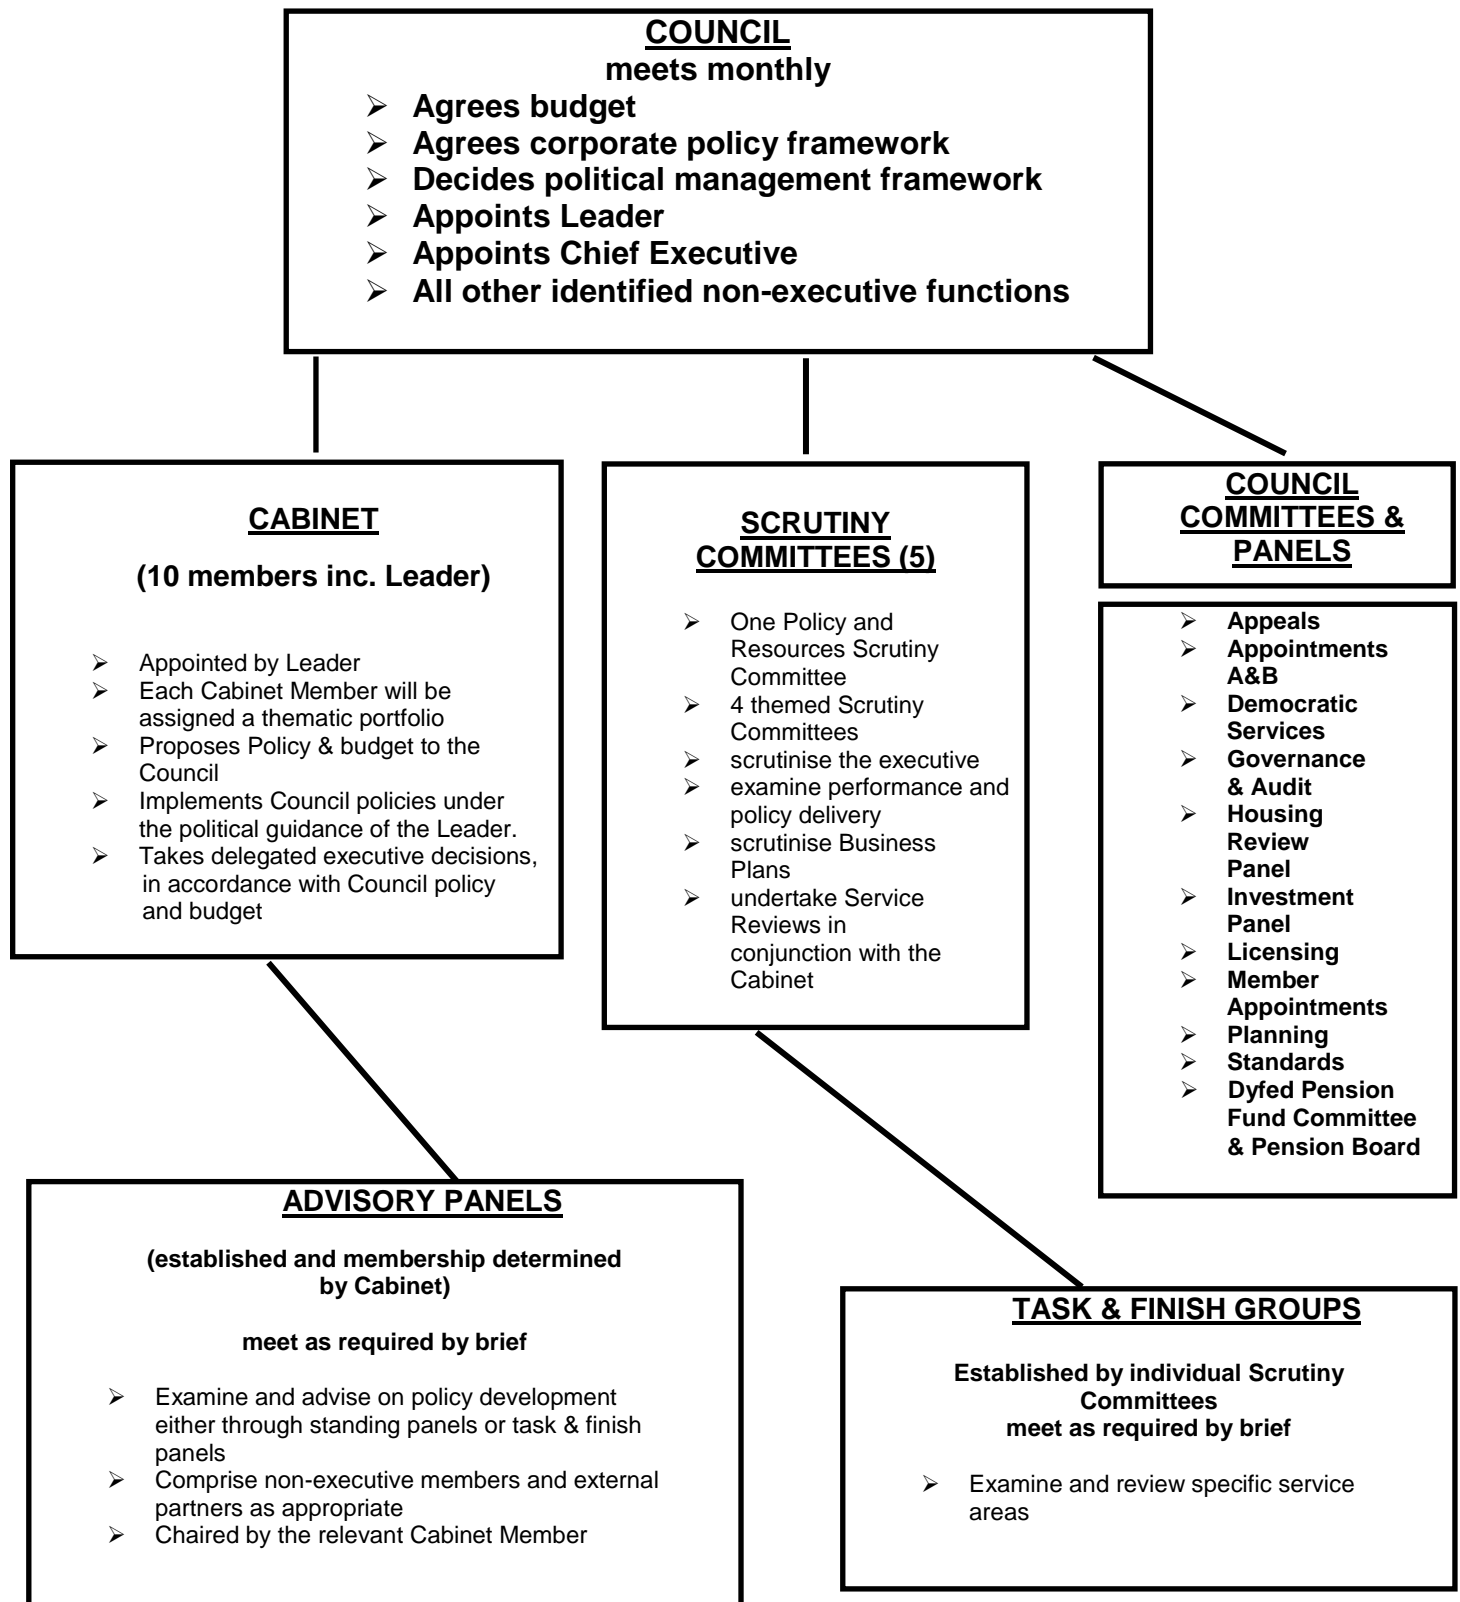 COUNCIL
meets monthly
➢ Agrees budget
➢ Agrees corporate policy framework
➢ Decides political management framework
➢ Appoints Leader
➢ Appoints Chief Executive
➢ All other identified non-executive functions
CABINET
(10 members inc. Leader)
➢ Appointed by Leader
➢ Each Cabinet Member will be
assigned a thematic portfolio
➢ Proposes Policy & budget to the
Council
➢ Implements Council policies under
the political guidance of the Leader.
➢ Takes delegated executive decisions,
in accordance with Council policy
and budget
SCRUTINY
COMMITTEES (5)
➢ One Policy and
Resources Scrutiny
Committee
➢ 4 themed Scrutiny
Committees
➢ scrutinise the executive
➢ examine performance and
policy delivery
➢ scrutinise Business
Plans
➢ undertake Service
Reviews in
conjunction with the
Cabinet
COUNCIL
COMMITTEES &
PANELS
➢ Appeals
➢ Appointments
A&B
➢ Democratic
Services
➢ Governance
& Audit
➢ Housing
Review
Panel
➢ Investment
Panel
➢ Licensing
➢ Member
Appointments
➢ Planning
➢ Standards
➢ Dyfed Pension
Fund Committee
& Pension Board
ADVISORY PANELS
(established and membership determined
by Cabinet)
meet as required by brief
➢ Examine and advise on policy development
either through standing panels or task & finish
panels
➢ Comprise non-executive members and external
partners as appropriate
➢ Chaired by the relevant Cabinet Member
TASK & FINISH GROUPS
Established by individual Scrutiny
Committees
meet as required by brief
➢ Examine and review specific service
areas